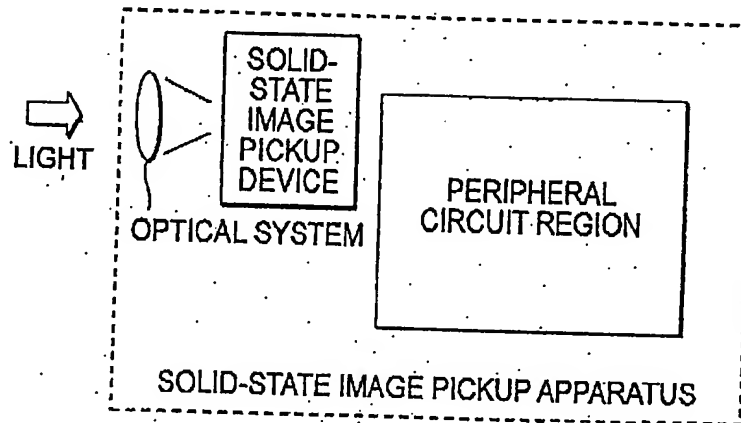 LIGHT
SOLID-
STATE
IMAGE
PICKUP
DEVICE
OPTICAL SYSTEM
PERIPHERAL
CIRCUIT REGION
SOLID-STATE IMAGE PICKUP APPARATUS